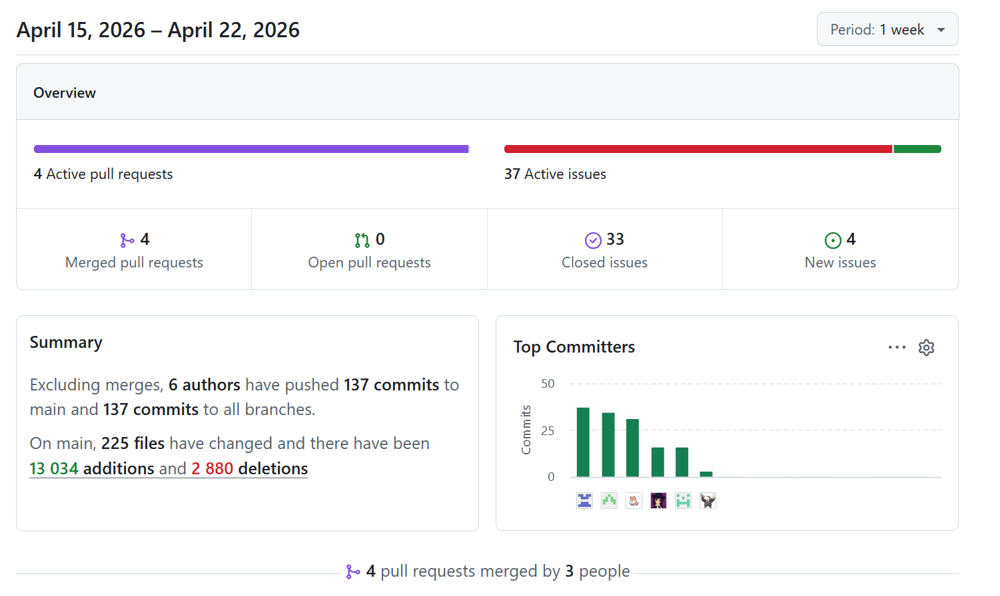 April 15, 2026 – April 22, 2026
Period: 1 week
Overview
4 Active pull requests
37 Active issues
4
Merged pull requests
0
Open pull requests
33
Closed issues
4
New issues
Summary
Excluding merges, 6 authors have pushed 137 commits to
main and 137 commits to all branches.
On main, 225 files have changed and there have been
13 034 additions and 2 880 deletions
Top Committers
Commits
50
25
0
4 pull requests merged by 3 people